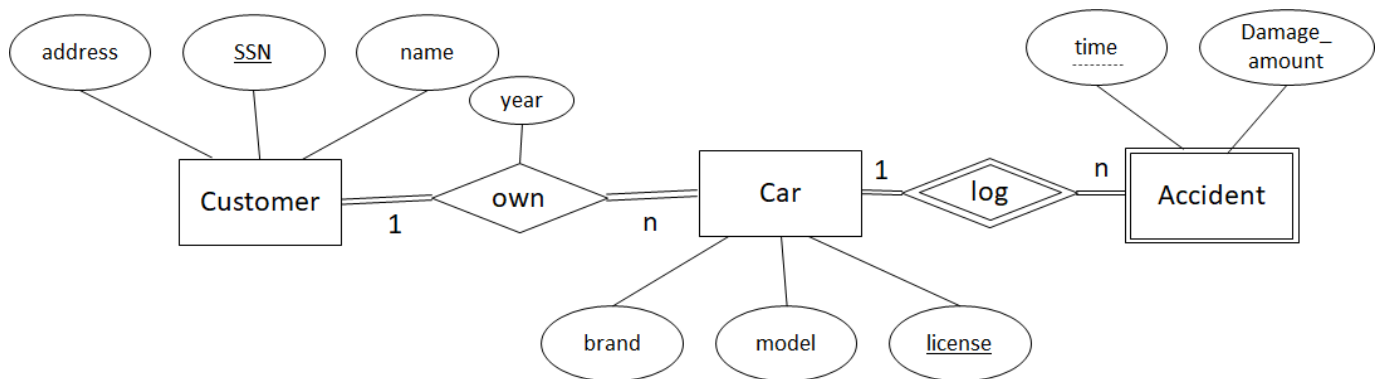 address
SSN
name
year
time
Damage_
amount
Customer
1
own
n
Car
1
log
n
Accident
brand
model
license